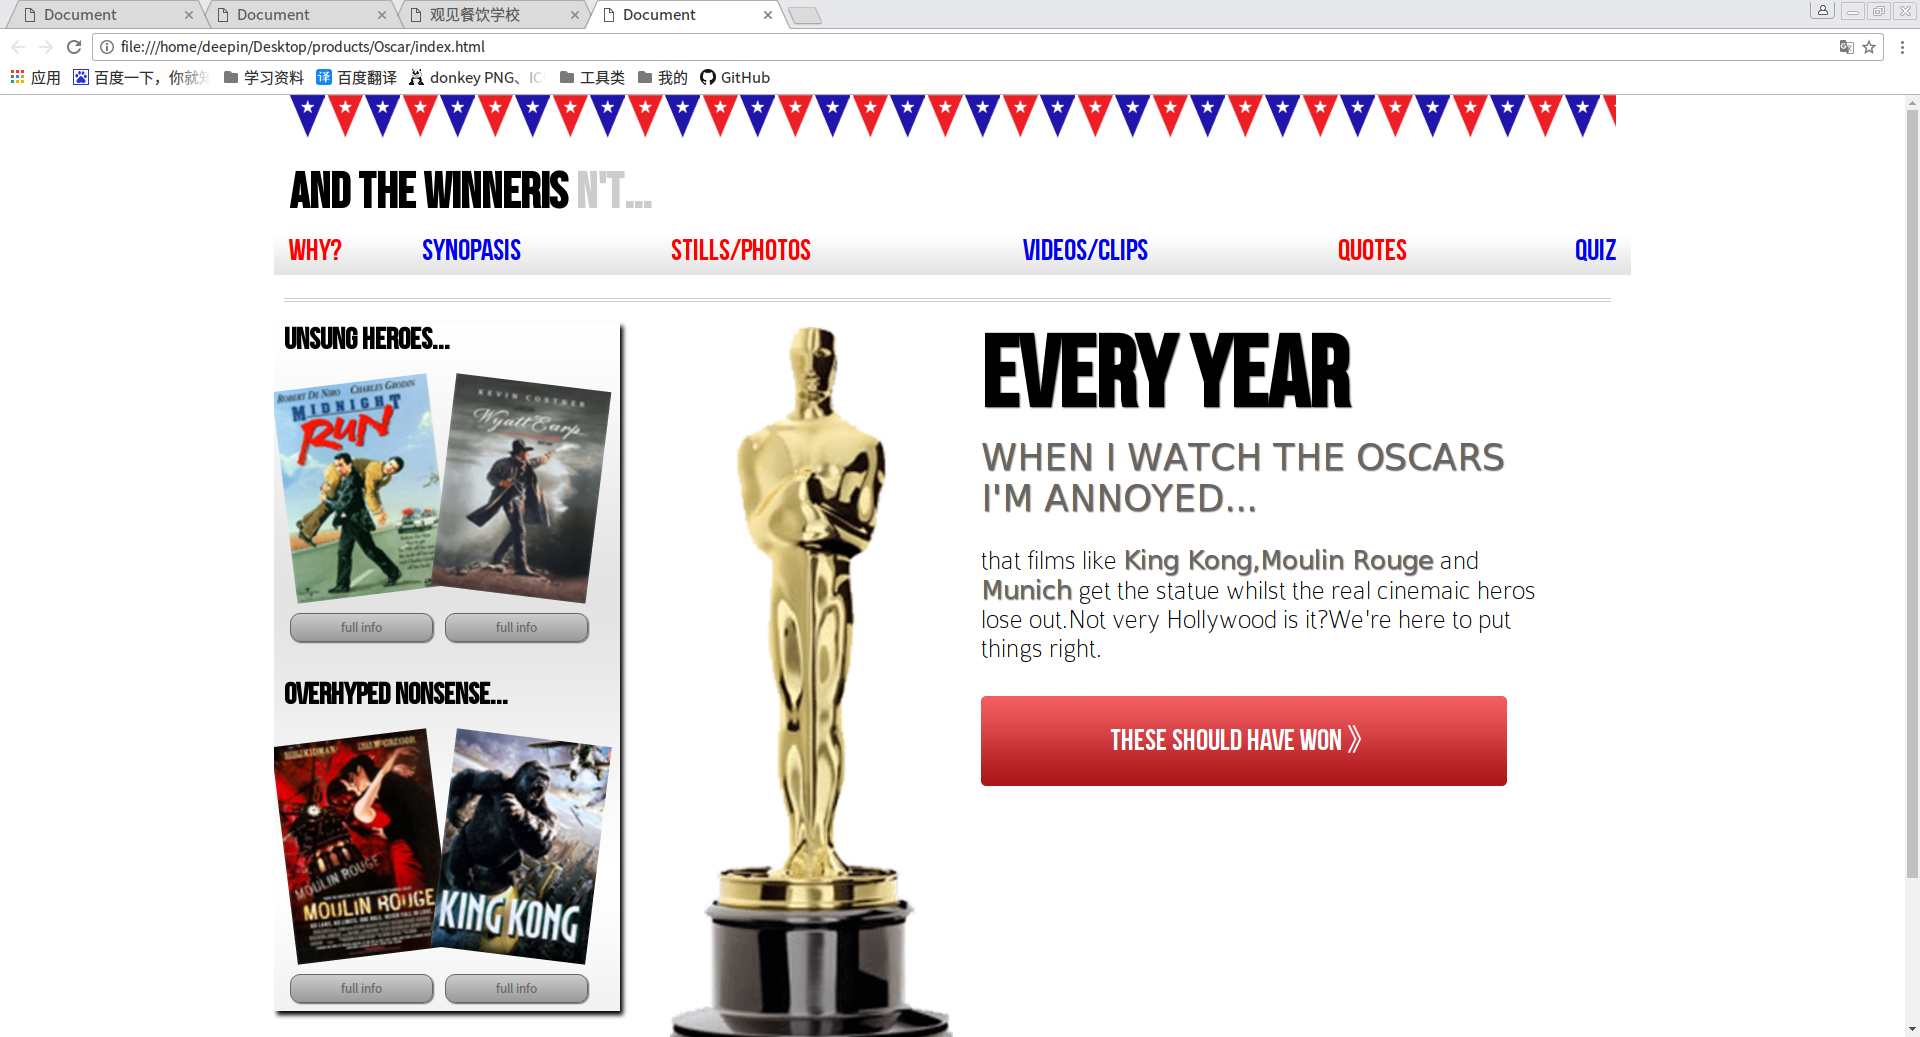 Document
Document
观见餐饮学校
Document
file:///home/deepin/Desktop/products/Oscar/index.html
应用
百度一下，你就
学习资料
译
百度翻译
donkey PNG、IC
工具类
我的
GitHub
AND THE WINNERIS N'T...
WHY? SYNOPASIS STILLS/PHOTOS VIDEOS/CLIPS QUOTES QUIZ
UNSUNG HEROES...
ROBERT DE NIRO CHARLES GRODIN
MIDNIGHT
RUN
KEVIN COSTNER
Wyatt Earp
full info
full info
OVERHYPED NONSENSE...
KIDMAN
MOULIN ROUGE
MOULIN ROUGE
KING KONG
full info
full info
EVERY YEAR
WHEN I WATCH THE OSCARS
I'M ANNOYED...
that films like King Kong,Moulin Rouge and
Munich get the statue whilst the real cinemaic heros
lose out.Not very Hollywood is it?We're here to put
things right.
THESE SHOULD HAVE WON 》